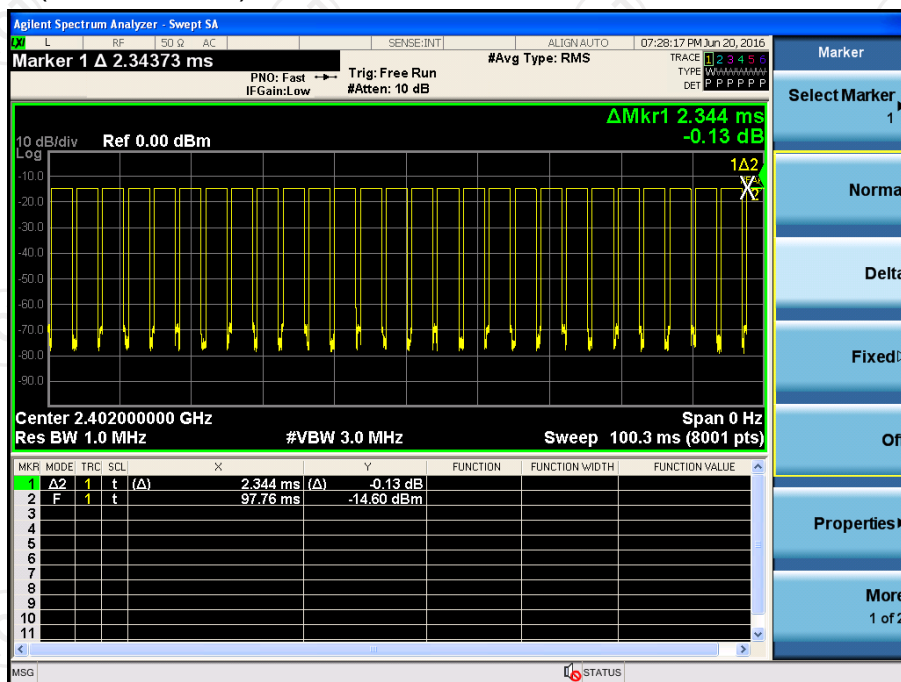 Agilent Spectrum Analyzer - Swept SA
LXI L RF 50 Ω AC SENSE:INT ALIGN AUTO 07:28:17 PM Jun 20, 2016
Marker 1 Δ 2.34373 ms
#Avg Type: RMS
TRACE 1 2 3 4 5 6
TYPE WWWWWW
DET P P P P P P
PNO: Fast
IFGain:Low
Trig: Free Run
#Atten: 10 dB
ΔMkr1 2.344 ms
-0.13 dB
10 dB/div Ref 0.00 dBm
Log
1Δ2
-10.0
-20.0
-30.0
-40.0
-50.0
-60.0
-70.0
-80.0
-90.0
X2
Center 2.402000000 GHz Span 0 Hz
Res BW 1.0 MHz #VBW 3.0 MHz Sweep 100.3 ms (8001 pts)
MKR MODE TRC SCL X Y FUNCTION FUNCTION WIDTH FUNCTION VALUE
1 Δ2 1 t (Δ) 2.344 ms (Δ) -0.13 dB
2 F 1 t 97.76 ms -14.60 dBm
3
4
5
6
7
8
9
10
11
MSG STATUS
Marker
Select Marker
1
Norma
Delta
Fixed
Of
Properties
More
1 of 2